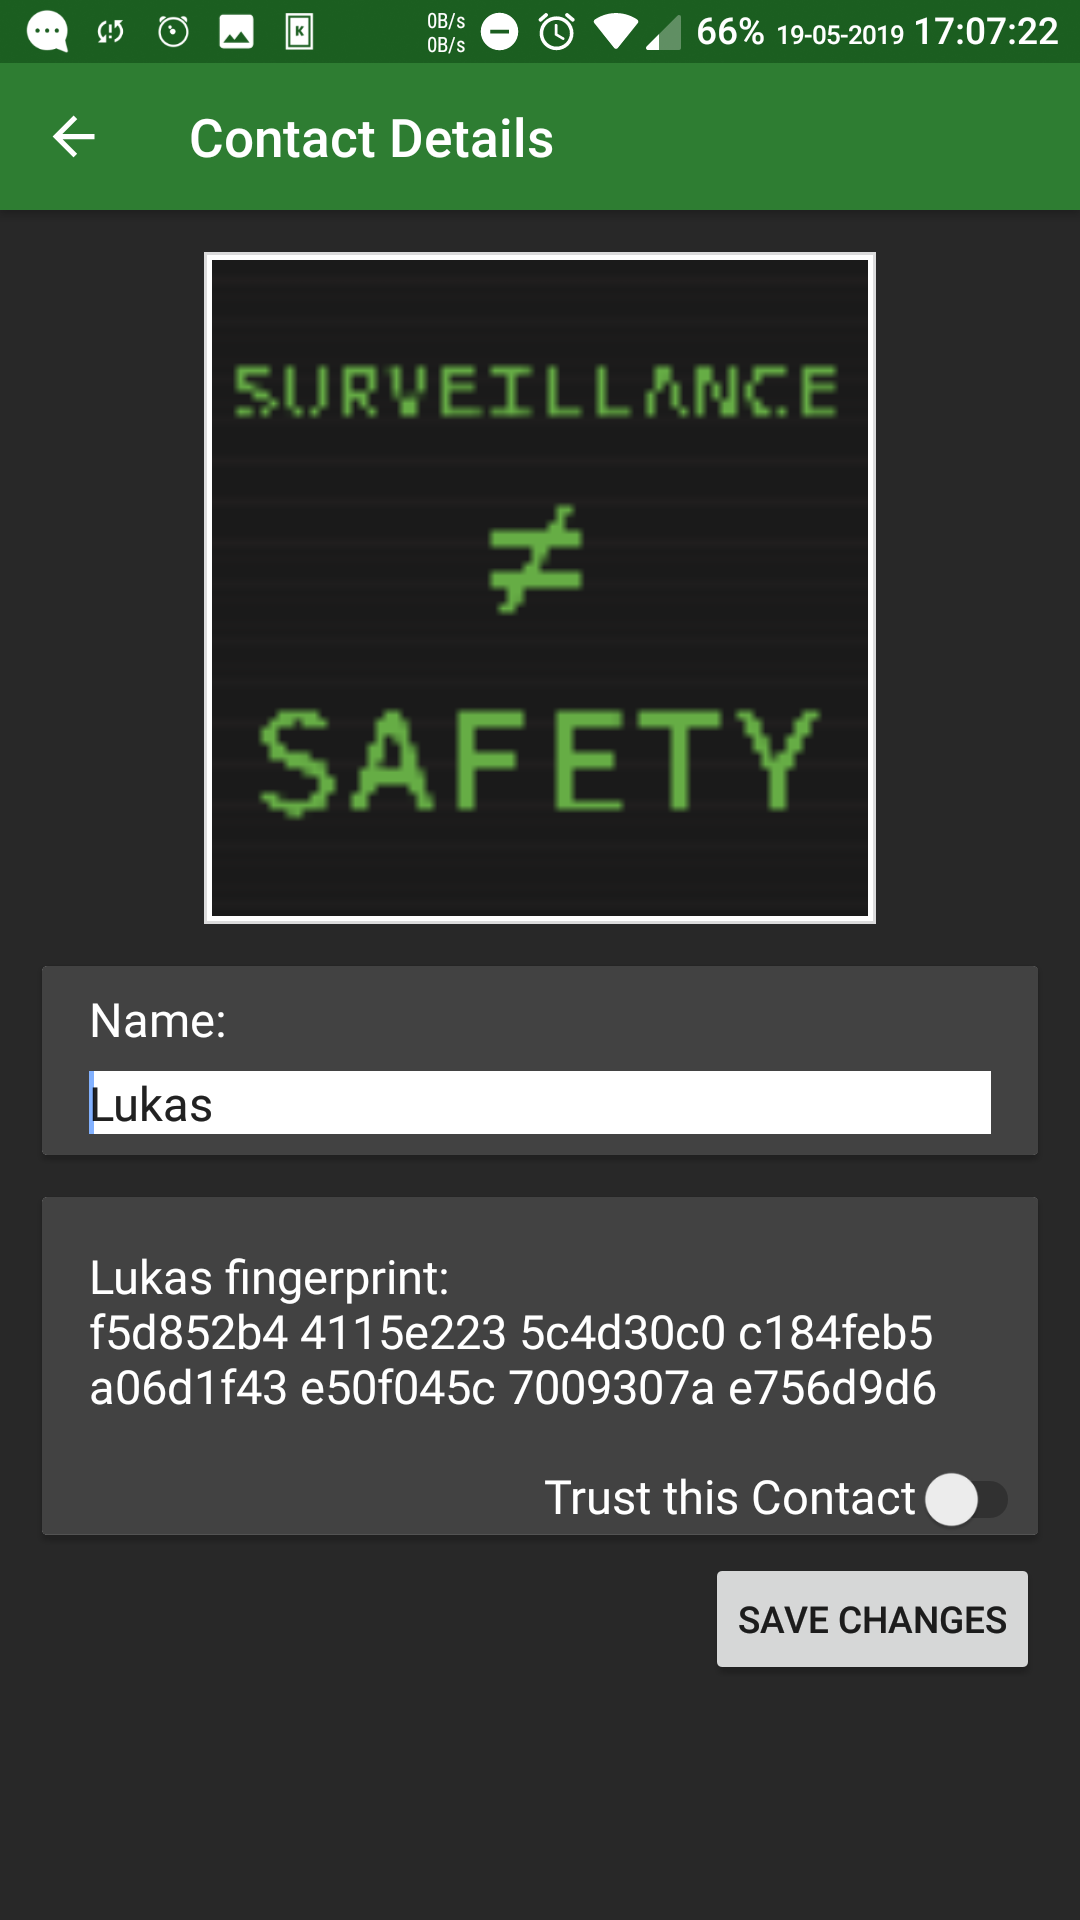 0B/s
0B/s
66% 19-05-2019 17:07:22
Contact Details
SURVEILLANCE
≠
SAFETY
Name:
Lukas
Lukas fingerprint:
f5d852b4 4115e223 5c4d30c0 c184feb5
a06d1f43 e50f045c 7009307a e756d9d6
Trust this Contact
SAVE CHANGES